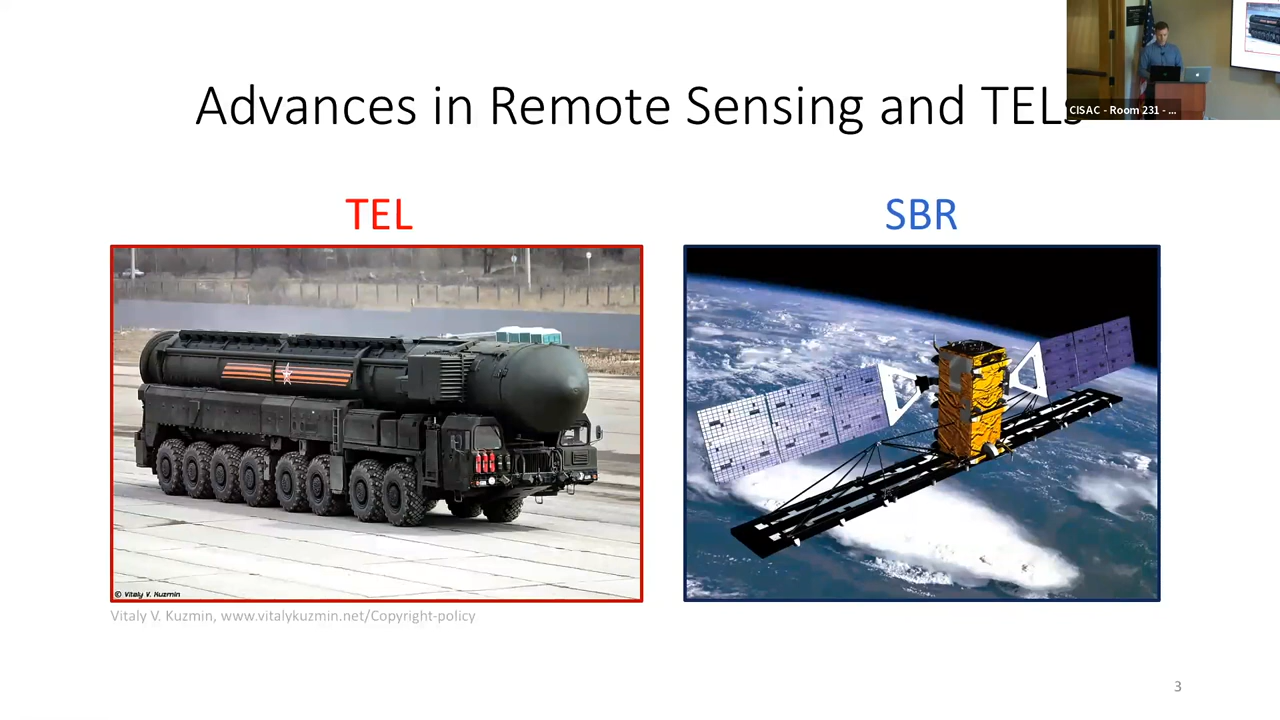 Advances in Remote Sensing and TELs
CISAC - Room 231 - ...
TEL
SBR
© Vitaly V. Kuzmin
Vitaly V. Kuzmin, www.vitalykuzmin.net/Copyright-policy
3